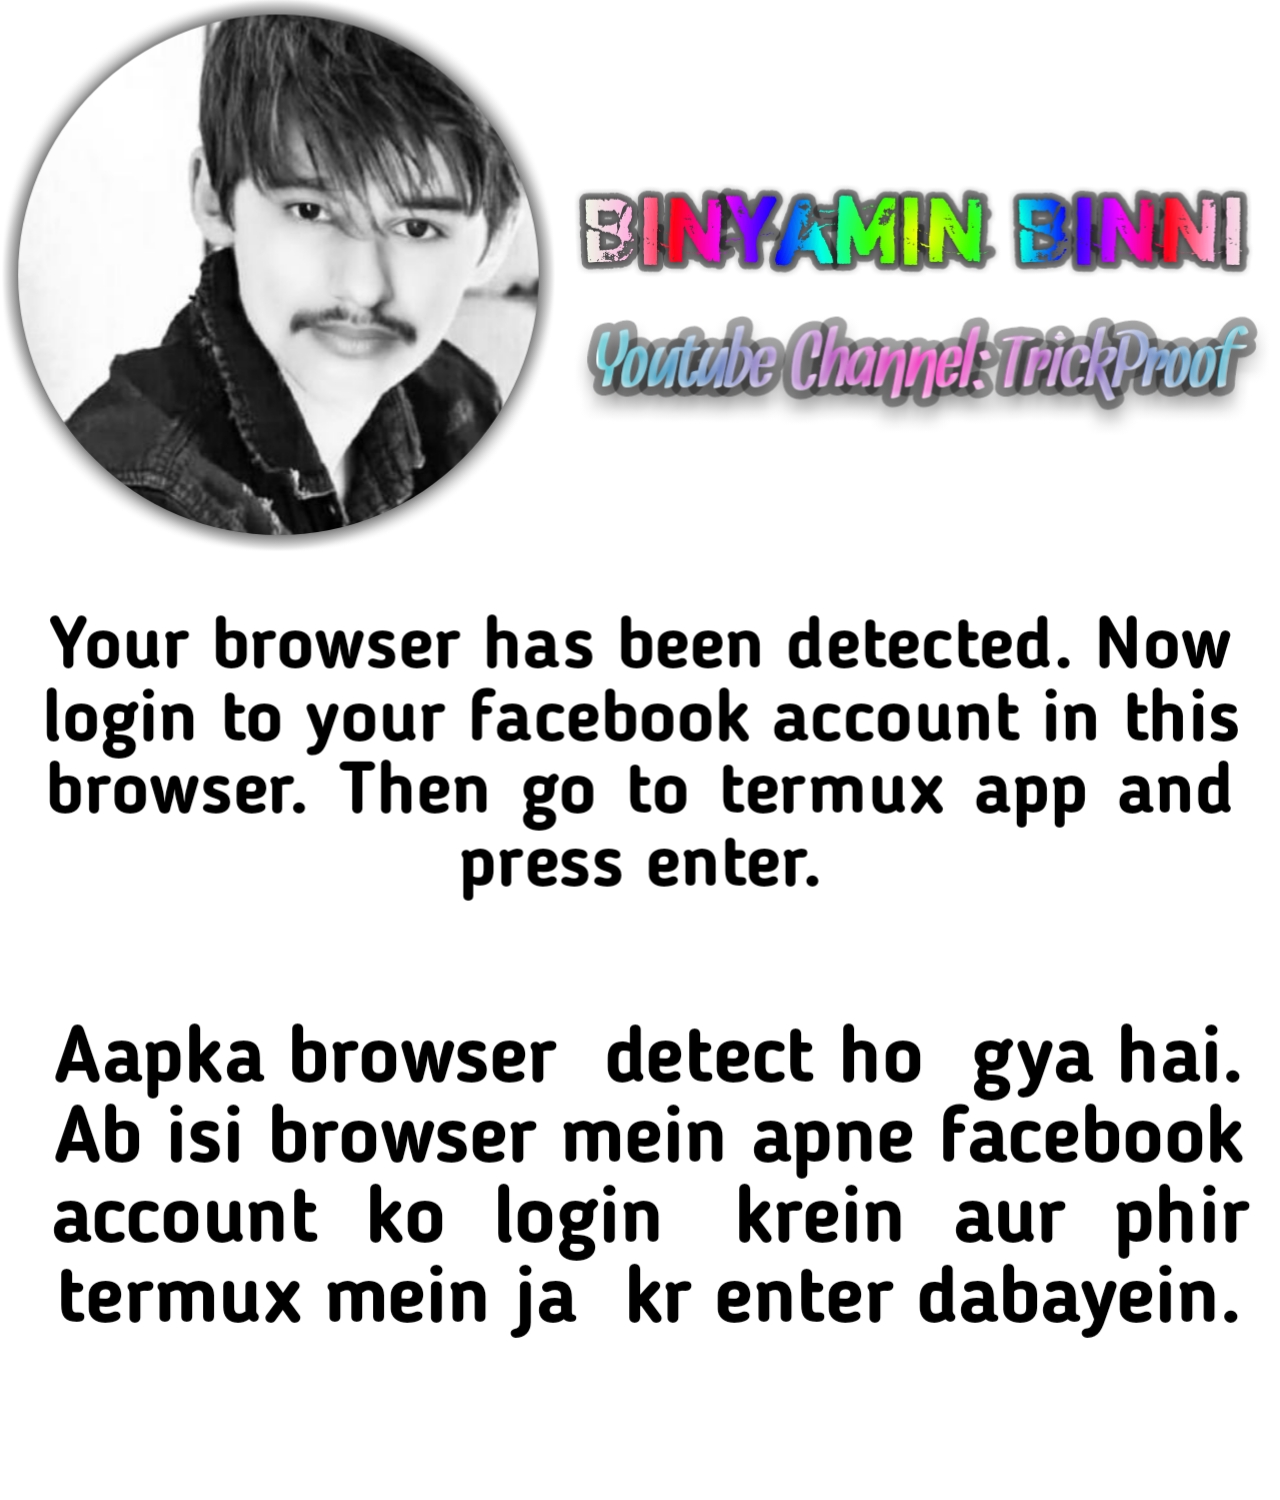 BINYAMIN BINNI
Youtube Channel: TrickProof
Your browser has been detected. Now
login to your facebook account in this
browser. Then go to termux app and
press enter.
Aapka browser detect ho gya hai.
Ab isi browser mein apne facebook
account ko login krein aur phir
termux mein ja kr enter dabayein.